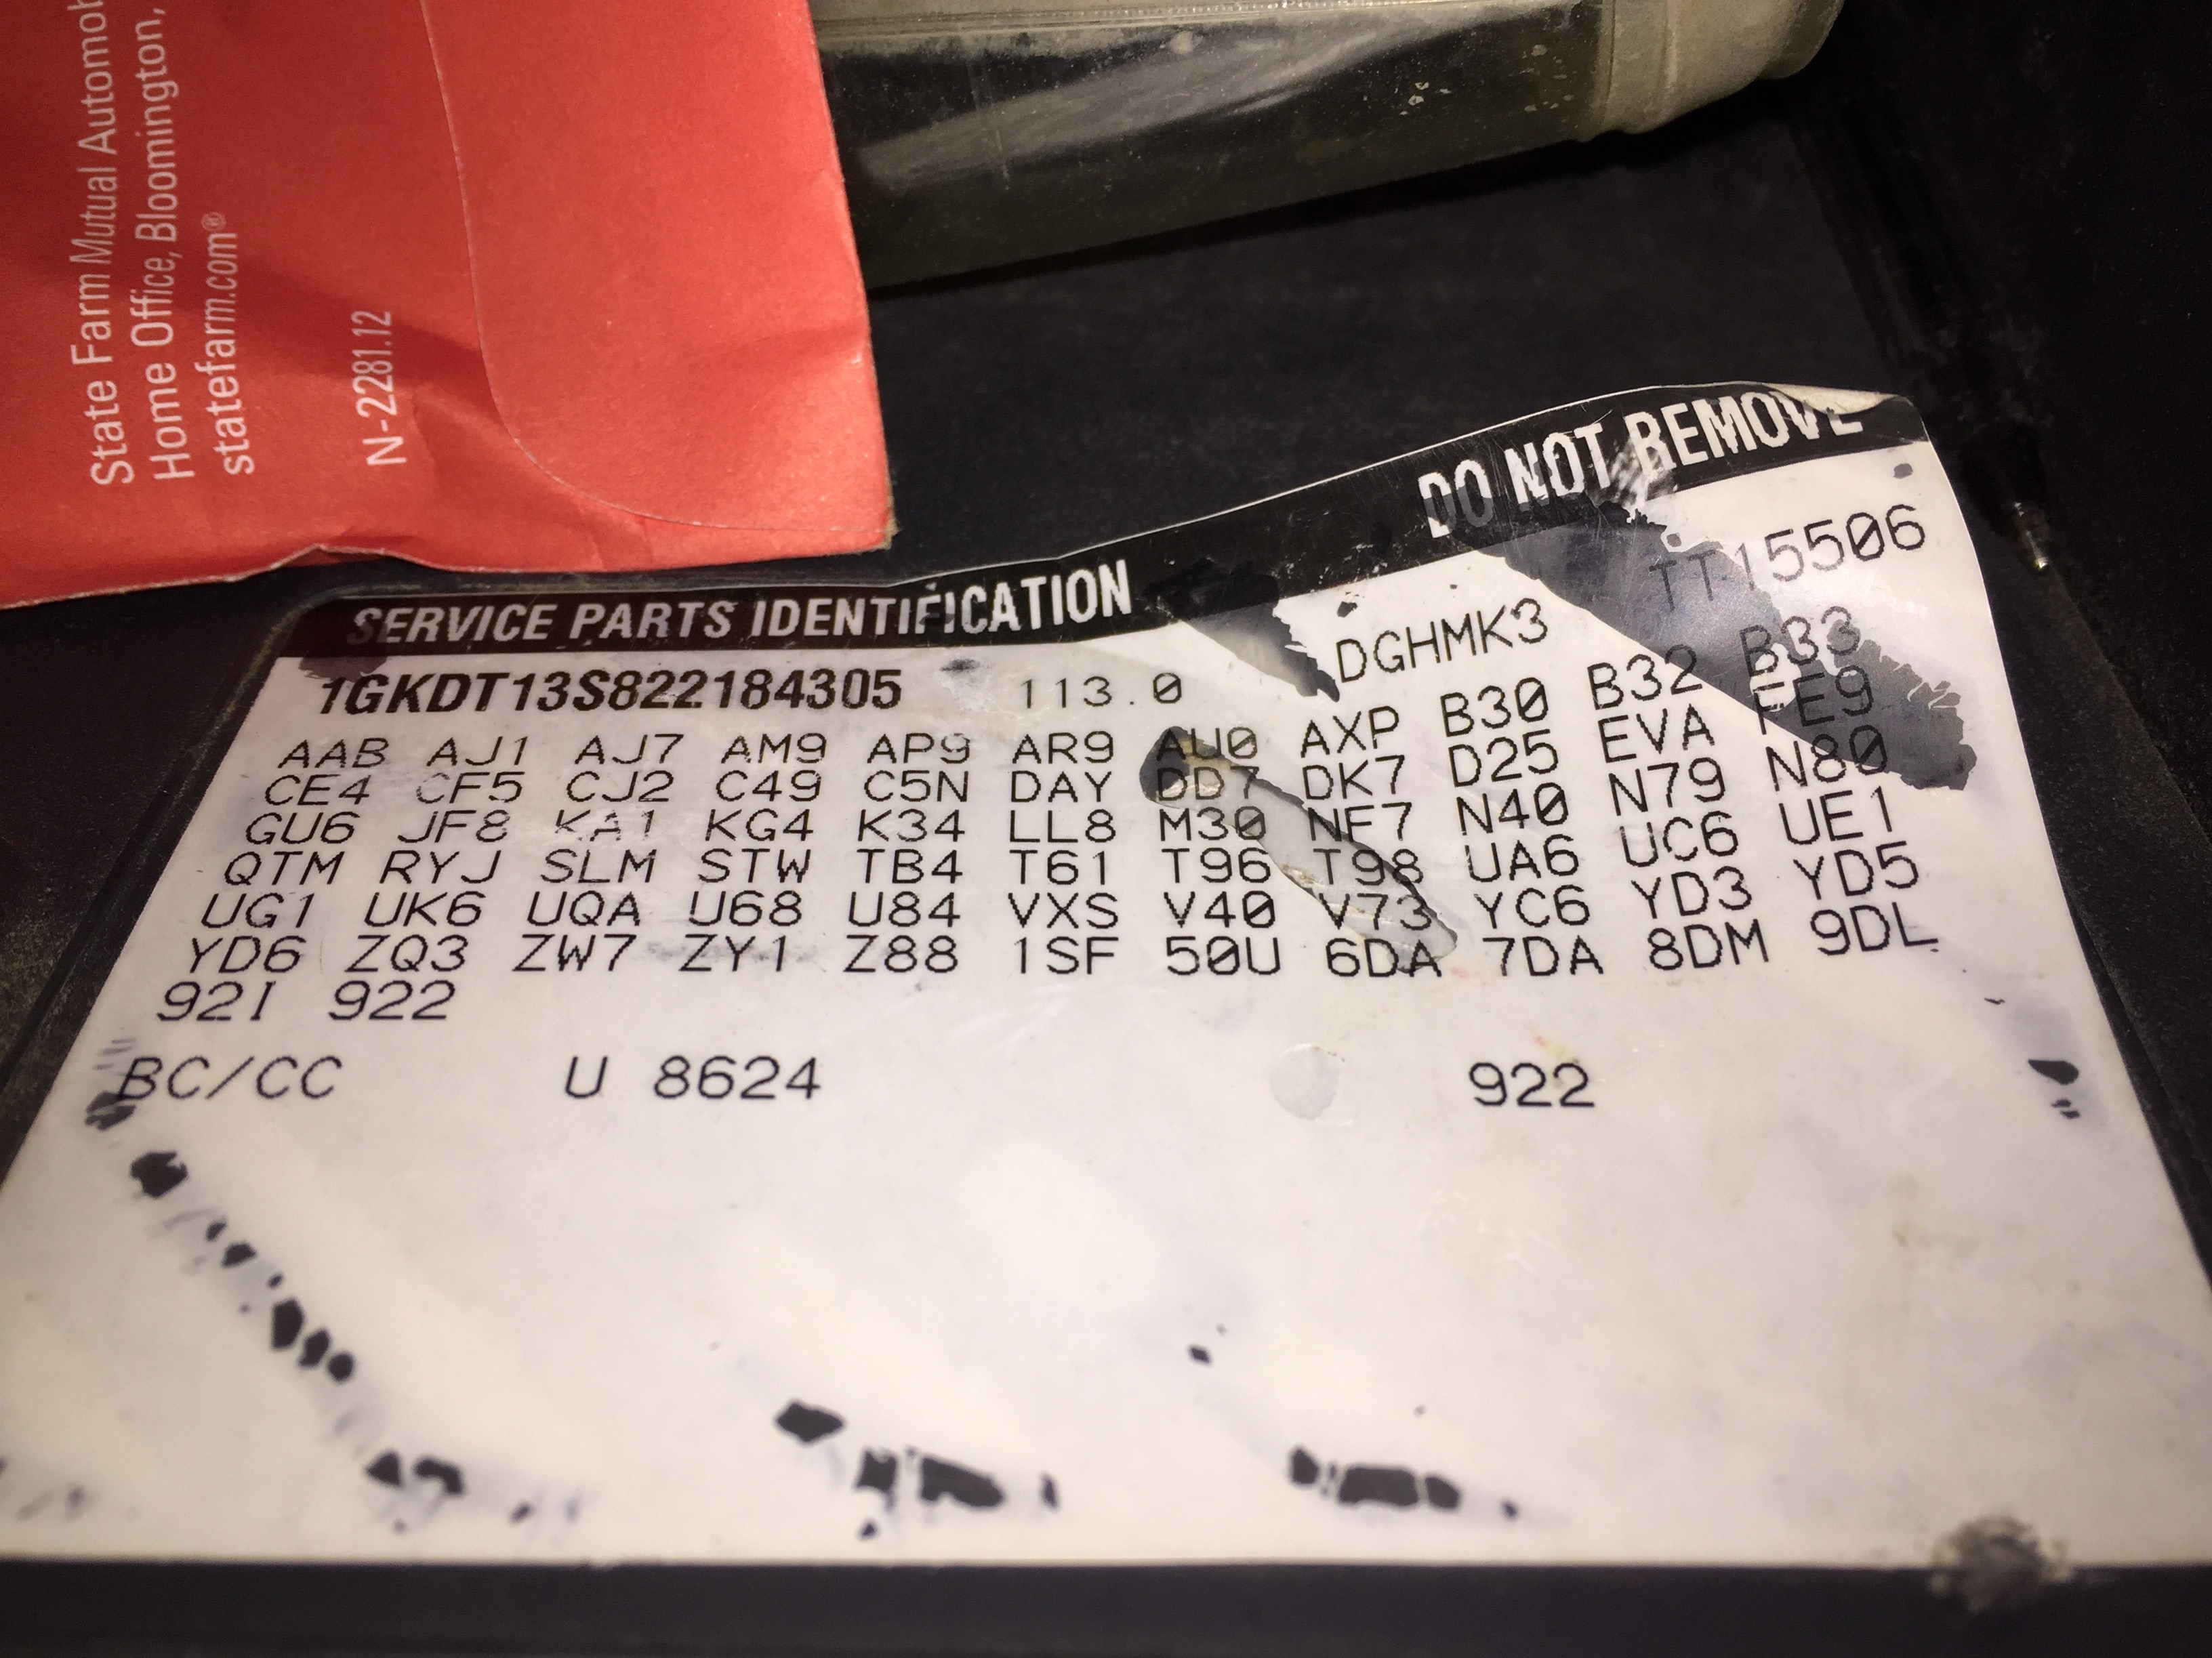 State Farm Mutual
Home Office, Bloomington,
statefarm.com®
N-2281.12
SERVICE PARTS IDENTIFICATION DO NOT REMOVE
1GKDT13S822184305 113.0 DGHMK3 TT15506
AAB AJ1 AJ7 AM9 AP9 AR9 AU0 AXP B30 B32 B33
CE4 CF5 CJ2 C49 C5N DAY DD7 DK7 D25 EVA FE9
GU6 JF8 KA1 KG4 K34 LL8 M30 NF7 N40 N79 N80
QTM RYJ SLM STW TB4 T61 T96 T98 UA6 UC6 UE1
UG1 UK6 UQA U68 U84 VXS V40 V73 YC6 YD3 YD5
YD6 ZQ3 ZW7 ZY1 Z88 1SF 50U 6DA 7DA 8DM 9DL
92I 922
BC/CC U 8624 922